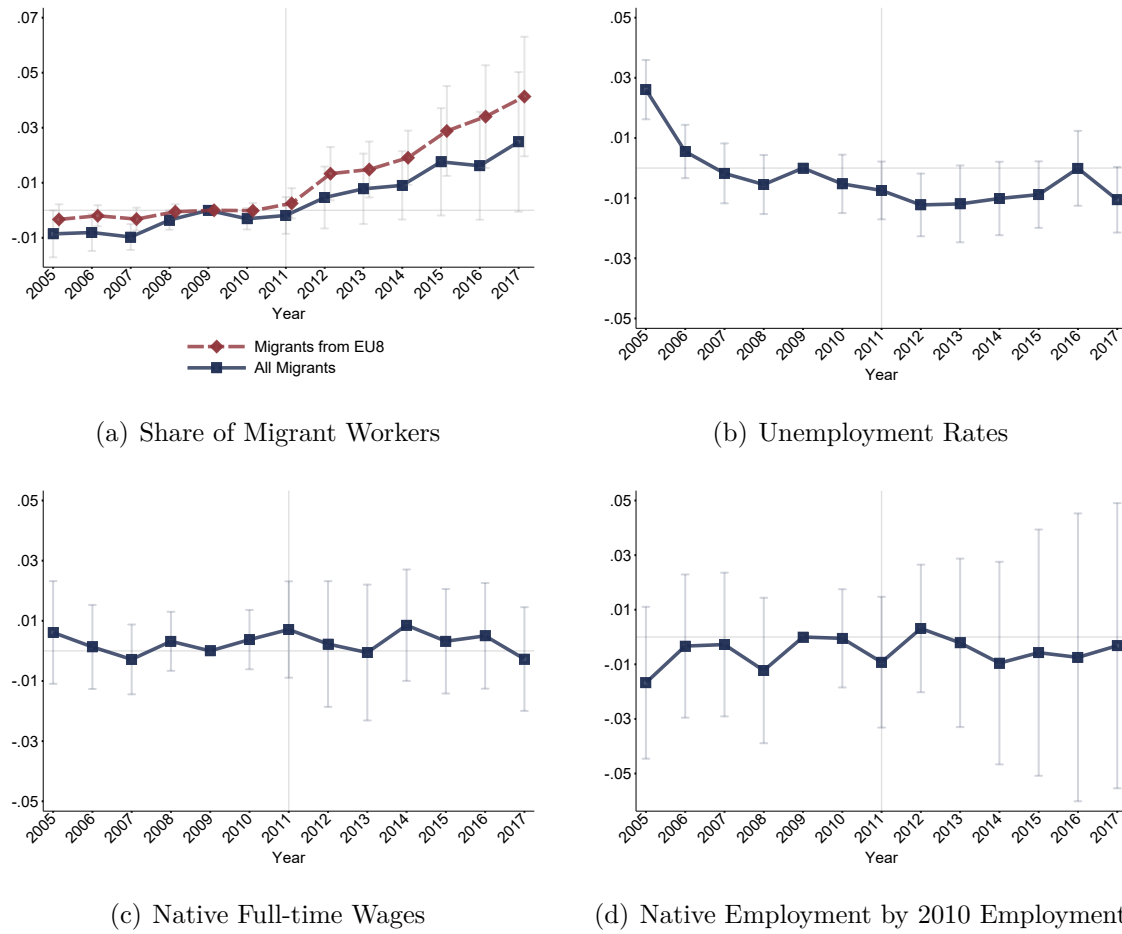 .07
.05
.03
.01
-.01
2005 2006 2007 2008 2009 2010 2011 2012 2013 2014 2015 2016 2017
Year
Migrants from EU8
All Migrants
(a) Share of Migrant Workers
.05
.03
.01
-.01
-.03
-.05
2005 2006 2007 2008 2009 2010 2011 2012 2013 2014 2015 2016 2017
Year
(b) Unemployment Rates
.05
.03
.01
-.01
-.03
-.05
2005 2006 2007 2008 2009 2010 2011 2012 2013 2014 2015 2016 2017
Year
(c) Native Full-time Wages
.05
.03
.01
-.01
-.03
-.05
2005 2006 2007 2008 2009 2010 2011 2012 2013 2014 2015 2016 2017
Year
(d) Native Employment by 2010 Employment